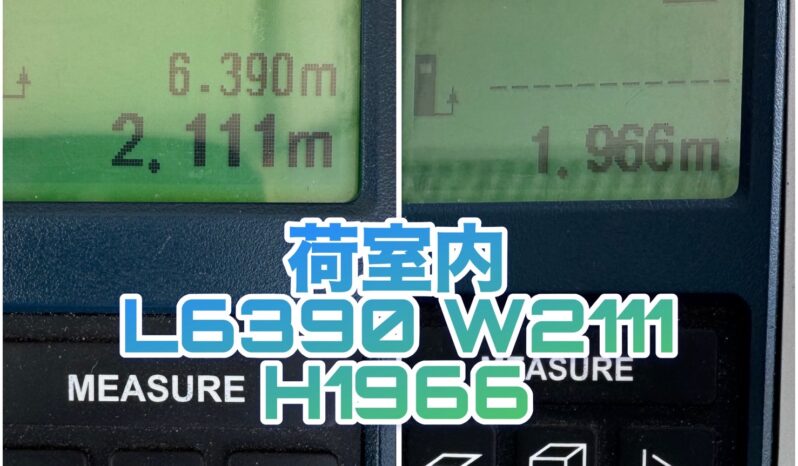 6.390m
2.111m
1.966m
荷室内
L6390 W2111
H1966
MEASURE
MEASURE